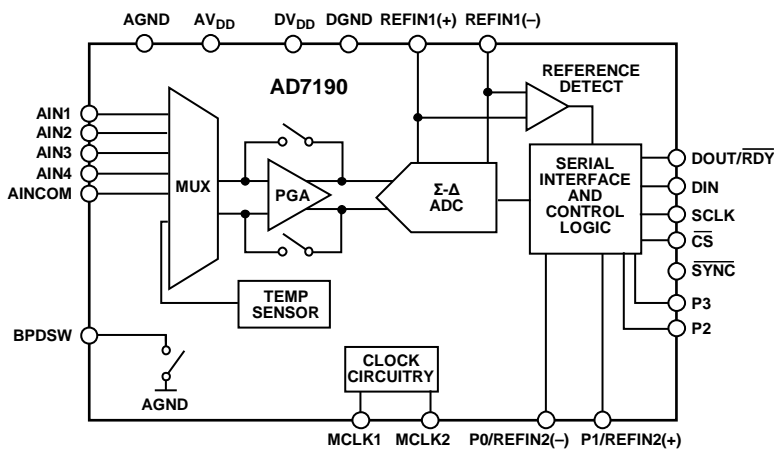 AGND
AVDD
DVDD
DGND
REFIN1(+)
REFIN1(–)
AD7190
REFERENCE
DETECT
AIN1
AIN2
AIN3
AIN4
AINCOM
MUX
PGA
Σ-Δ
ADC
SERIAL
INTERFACE
AND
CONTROL
LOGIC
DOUT/RDY
DIN
SCLK
CS
SYNC
P3
P2
TEMP
SENSOR
BPDSW
AGND
CLOCK
CIRCUITRY
MCLK1
MCLK2
P0/REFIN2(–)
P1/REFIN2(+)